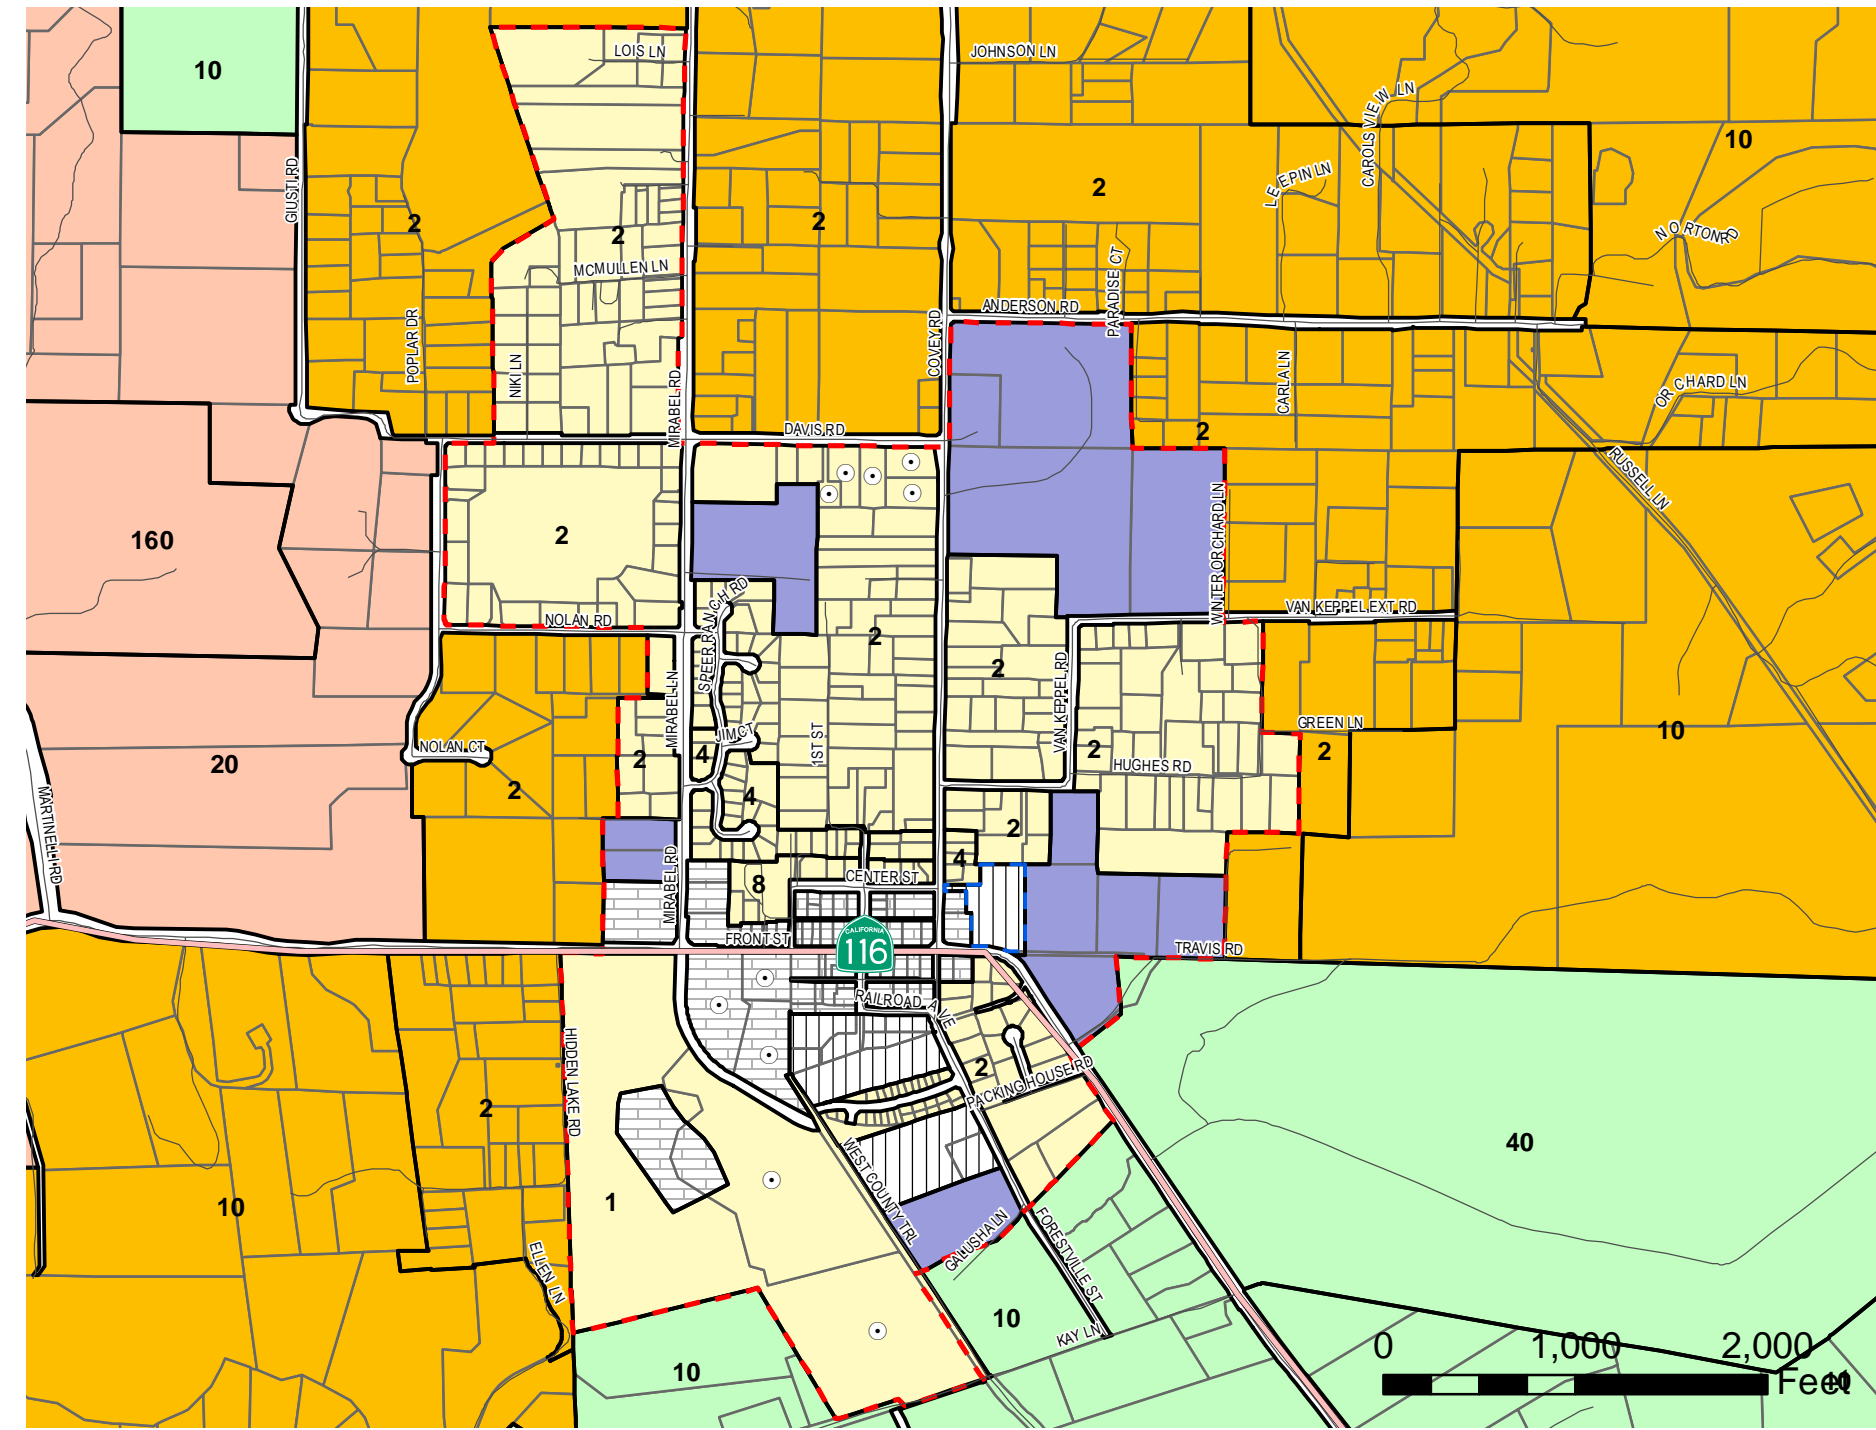 LOIS LN
JOHNSON LN
10
CAROLS VIEW LN
10
GIUSTI RD
LEEPIN LN
2
2
2
2
NORTON RD
MCMULLEN LN
PARADISE CT
ANDERSON RD
POPLAR DR
NIKI LN
COVEY RD
CARLA LN
ORCHARD LN
MIRABEL RD
DAVIS RD
2
RUSSELL LN
160
2
WINTER ORCHARD LN
SPEER RANCH RD
VAN KEPPEL EXT RD
NOLAN RD
2
2
MIRABEL LN
VAN KEPPEL RD
GREEN LN
10
JIM CT
1ST ST
NOLAN CT
20
2
4
2
HUGHES RD
2
2
4
MARTINELLI RD
2
MIRABEL RD
4
8
CENTER ST
FRONT ST
CALIFORNIA
116
TRAVIS RD
RAILROAD AVE
HIDDEN LAKE RD
2
PACKING HOUSE RD
2
40
WEST COUNTY TRL
1
10
GALUSHA LN
FORESTVILLE ST
ELLEN LN
10
KAY LN
10
0
1,000
2,000
Feet
10